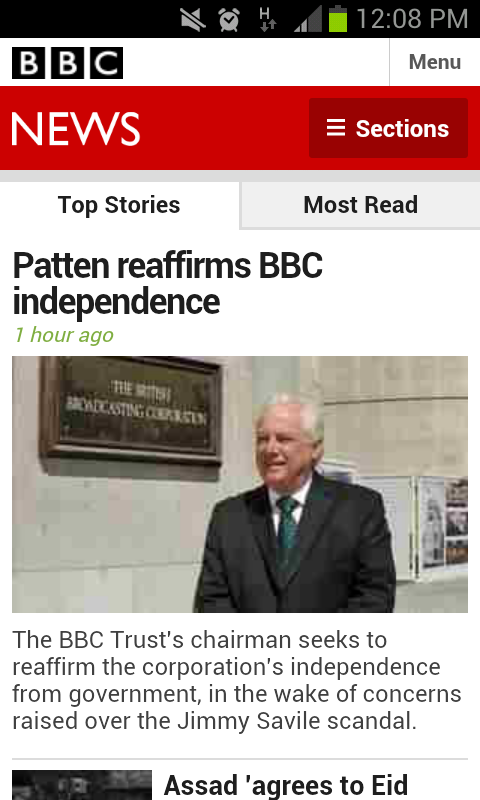 H
12:08 PM
BBC
Menu
NEWS
Sections
Top Stories
Most Read
Patten reaffirms BBC
independence
1 hour ago
THE BRITISH
BROADCASTING CORPORATION
The BBC Trust's chairman seeks to
reaffirm the corporation's independence
from government, in the wake of concerns
raised over the Jimmy Savile scandal.
Assad 'agrees to Eid